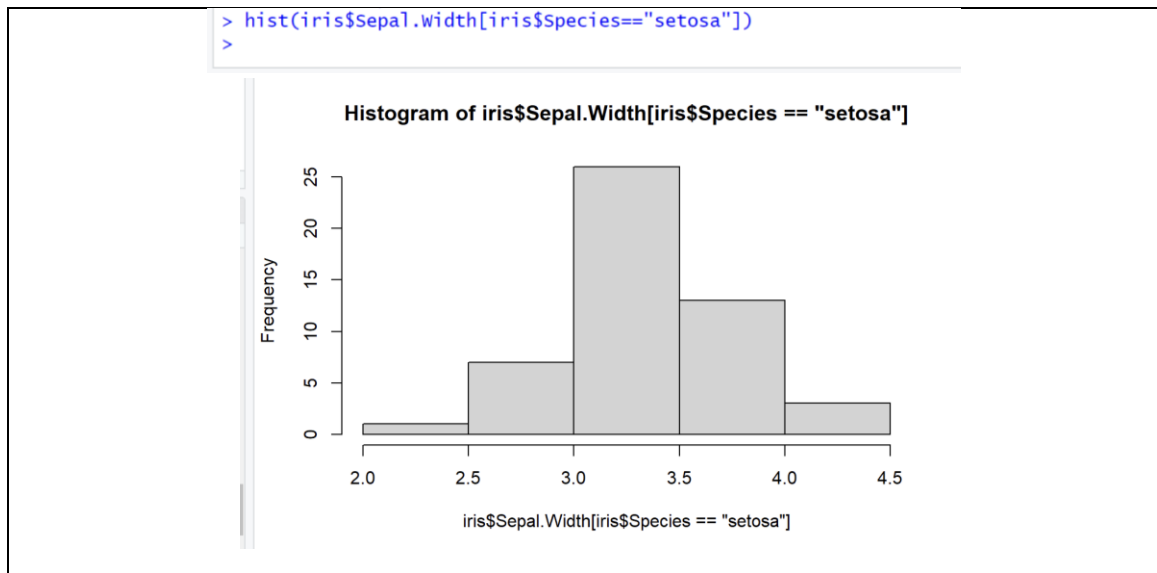 > hist(iris$Sepal.Width[iris$Species=="setosa"])
>
Histogram of iris$Sepal.Width[iris$Species == "setosa"]
25
20
15
10
5
0
Frequency
2.0 2.5 3.0 3.5 4.0 4.5
iris$Sepal.Width[iris$Species == "setosa"]